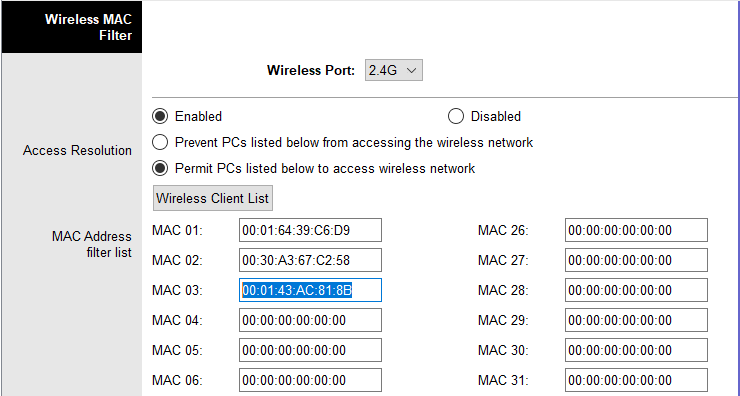 Wireless MAC
Filter
Wireless Port: 2.4G
Access Resolution
Enabled Disabled
Prevent PCs listed below from accessing the wireless network
Permit PCs listed below to access wireless network
MAC Address
filter list
Wireless Client List
MAC 01: 00:01:64:39:C6:D9 MAC 26: 00:00:00:00:00:00
MAC 02: 00:30:A3:67:C2:58 MAC 27: 00:00:00:00:00:00
MAC 03: 00:01:43:AC:81:8B MAC 28: 00:00:00:00:00:00
MAC 04: 00:00:00:00:00:00 MAC 29: 00:00:00:00:00:00
MAC 05: 00:00:00:00:00:00 MAC 30: 00:00:00:00:00:00
MAC 06: 00:00:00:00:00:00 MAC 31: 00:00:00:00:00:00